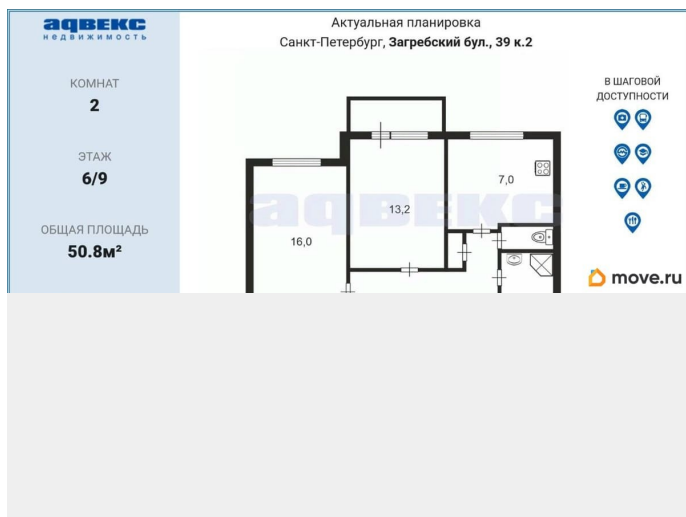 адвекс
недвижимость
Актуальная планировка
Санкт-Петербург, Загребский бул., 39 к.2
КОМНАТ
2
ЭТАЖ
6/9
ОБЩАЯ ПЛОЩАДЬ
50.8м²
В ШАГОВОЙ
ДОСТУПНОСТИ
7,0
13,2
16,0
адвекс
move.ru